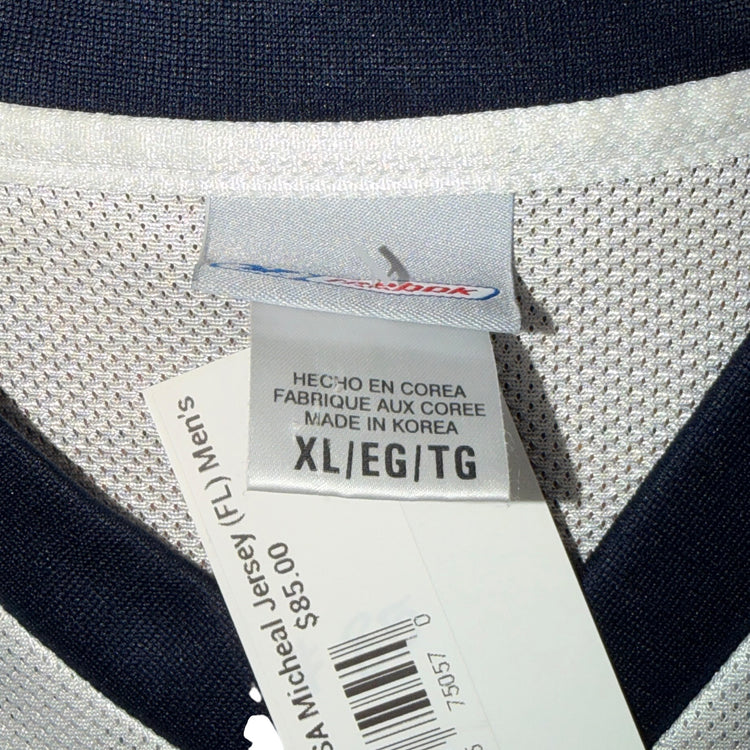 Reebok
HECHO EN COREA
FABRIQUE AUX COREE
MADE IN KOREA
XL/EG/TG
SA Micheal Jersey (FL) Mens
$85.00
75057 0